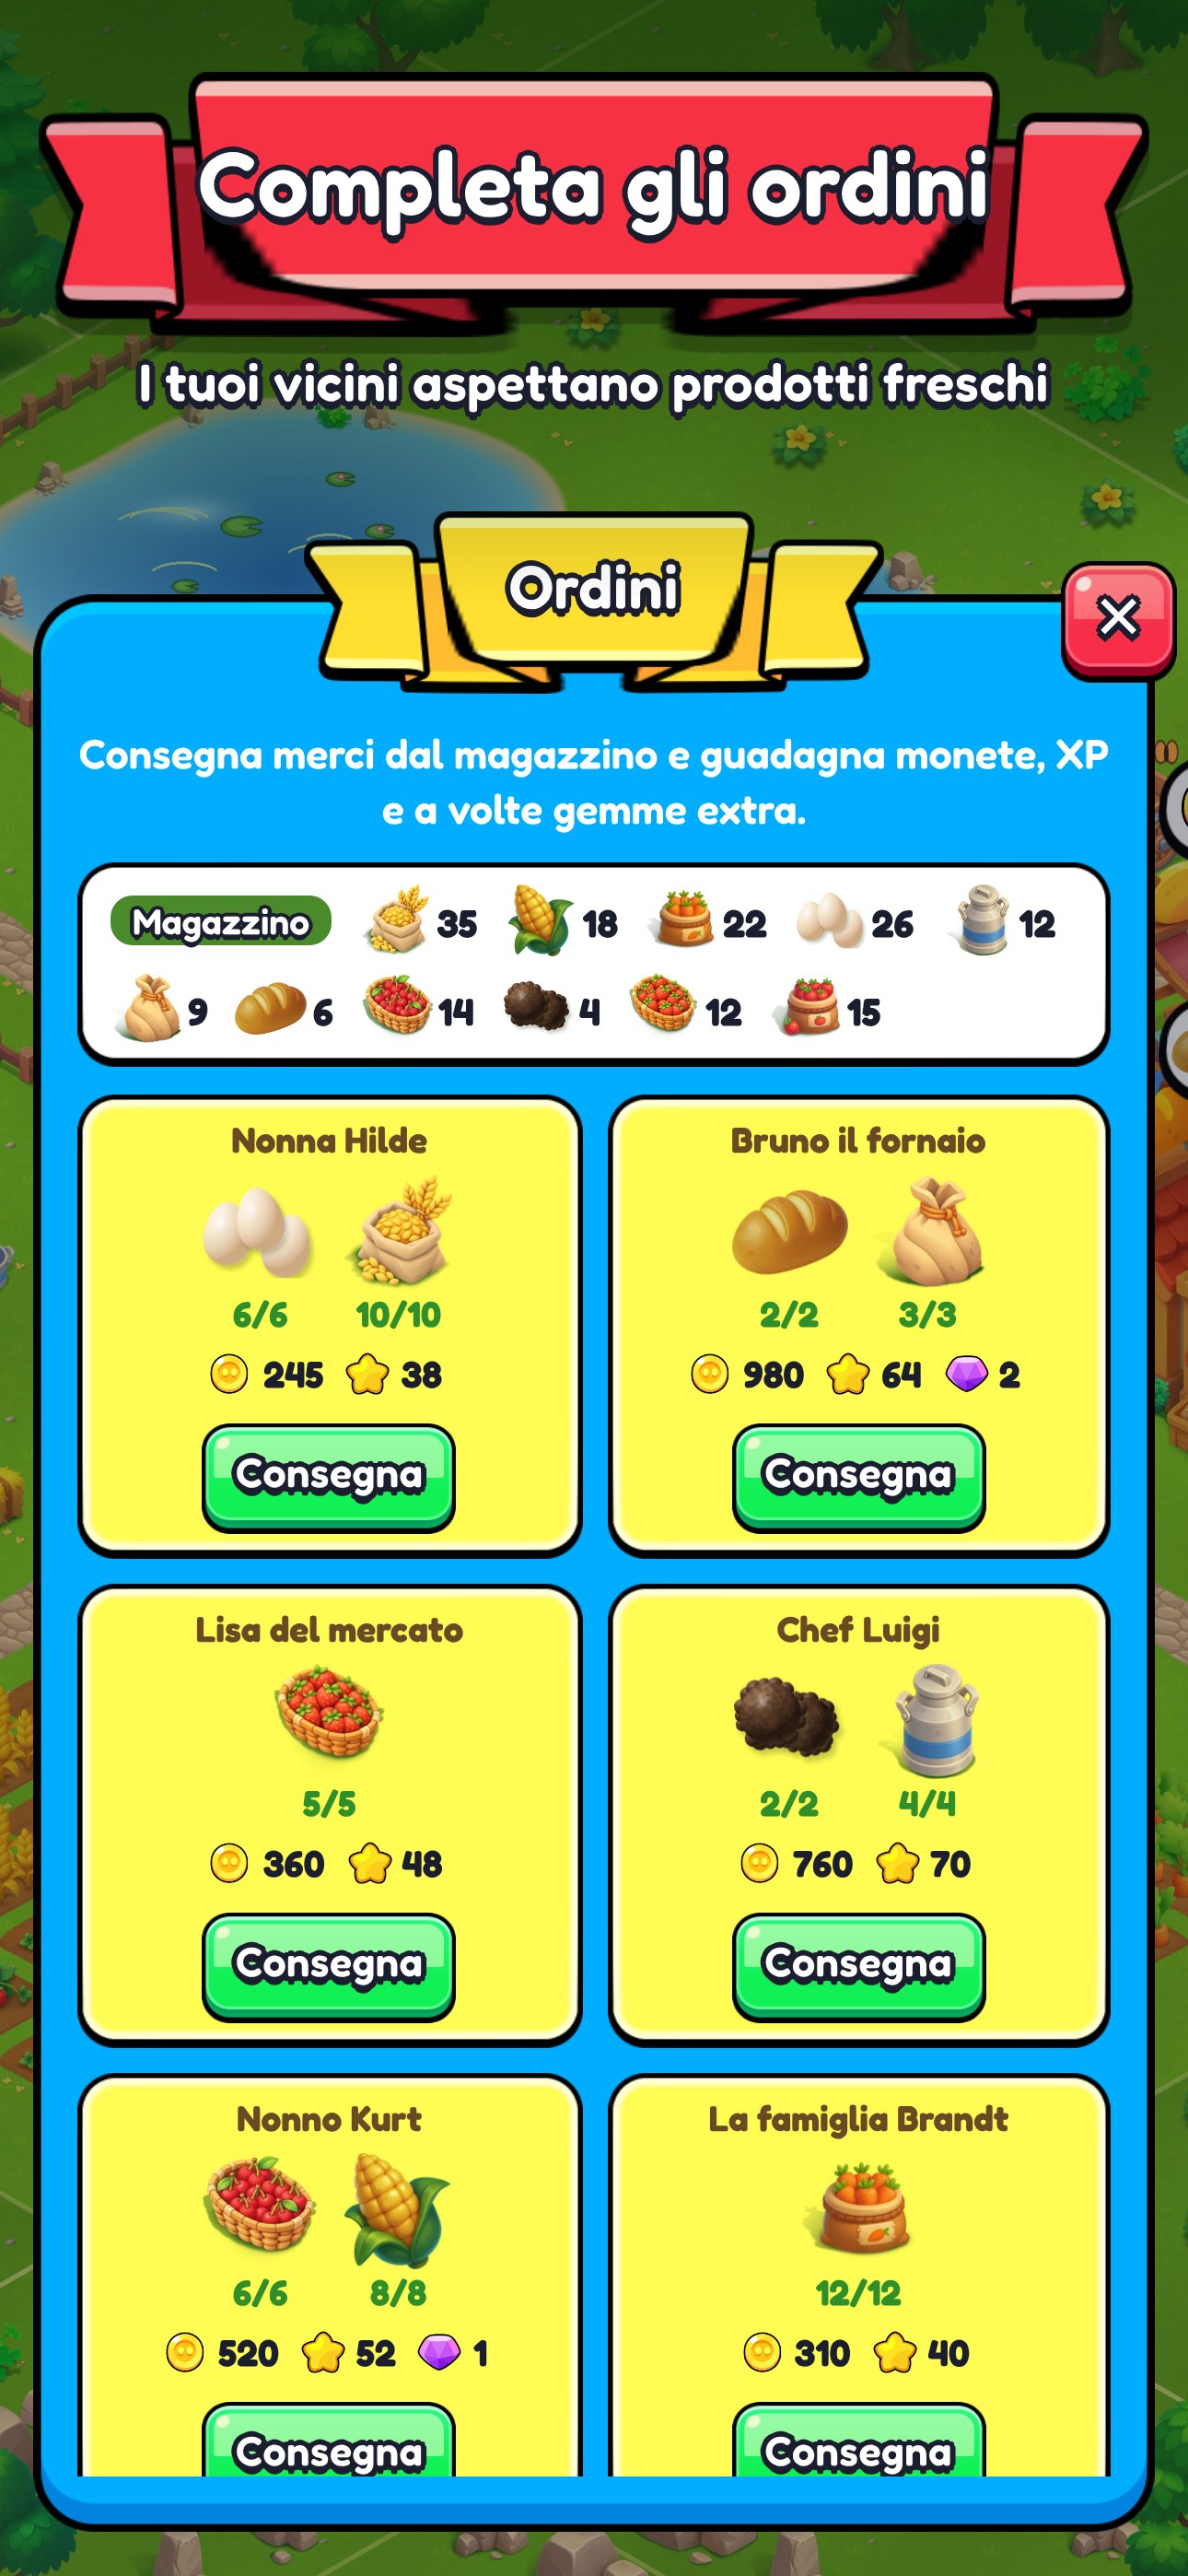 Completa gli ordini
I tuoi vicini aspettano prodotti freschi
Ordini
Consegna merci dal magazzino e guadagna monete, XP
e a volte gemme extra.
Magazzino 35 18 22 26 12
9 6 14 4 12 15
Nonna Hilde
6/6 10/10
245 38
Consegna
Bruno il fornaio
2/2 3/3
980 64 2
Consegna
Lisa del mercato
5/5
360 48
Consegna
Chef Luigi
2/2 4/4
760 70
Consegna
Nonno Kurt
6/6 8/8
520 52 1
Consegna
La famiglia Brandt
12/12
310 40
Consegna